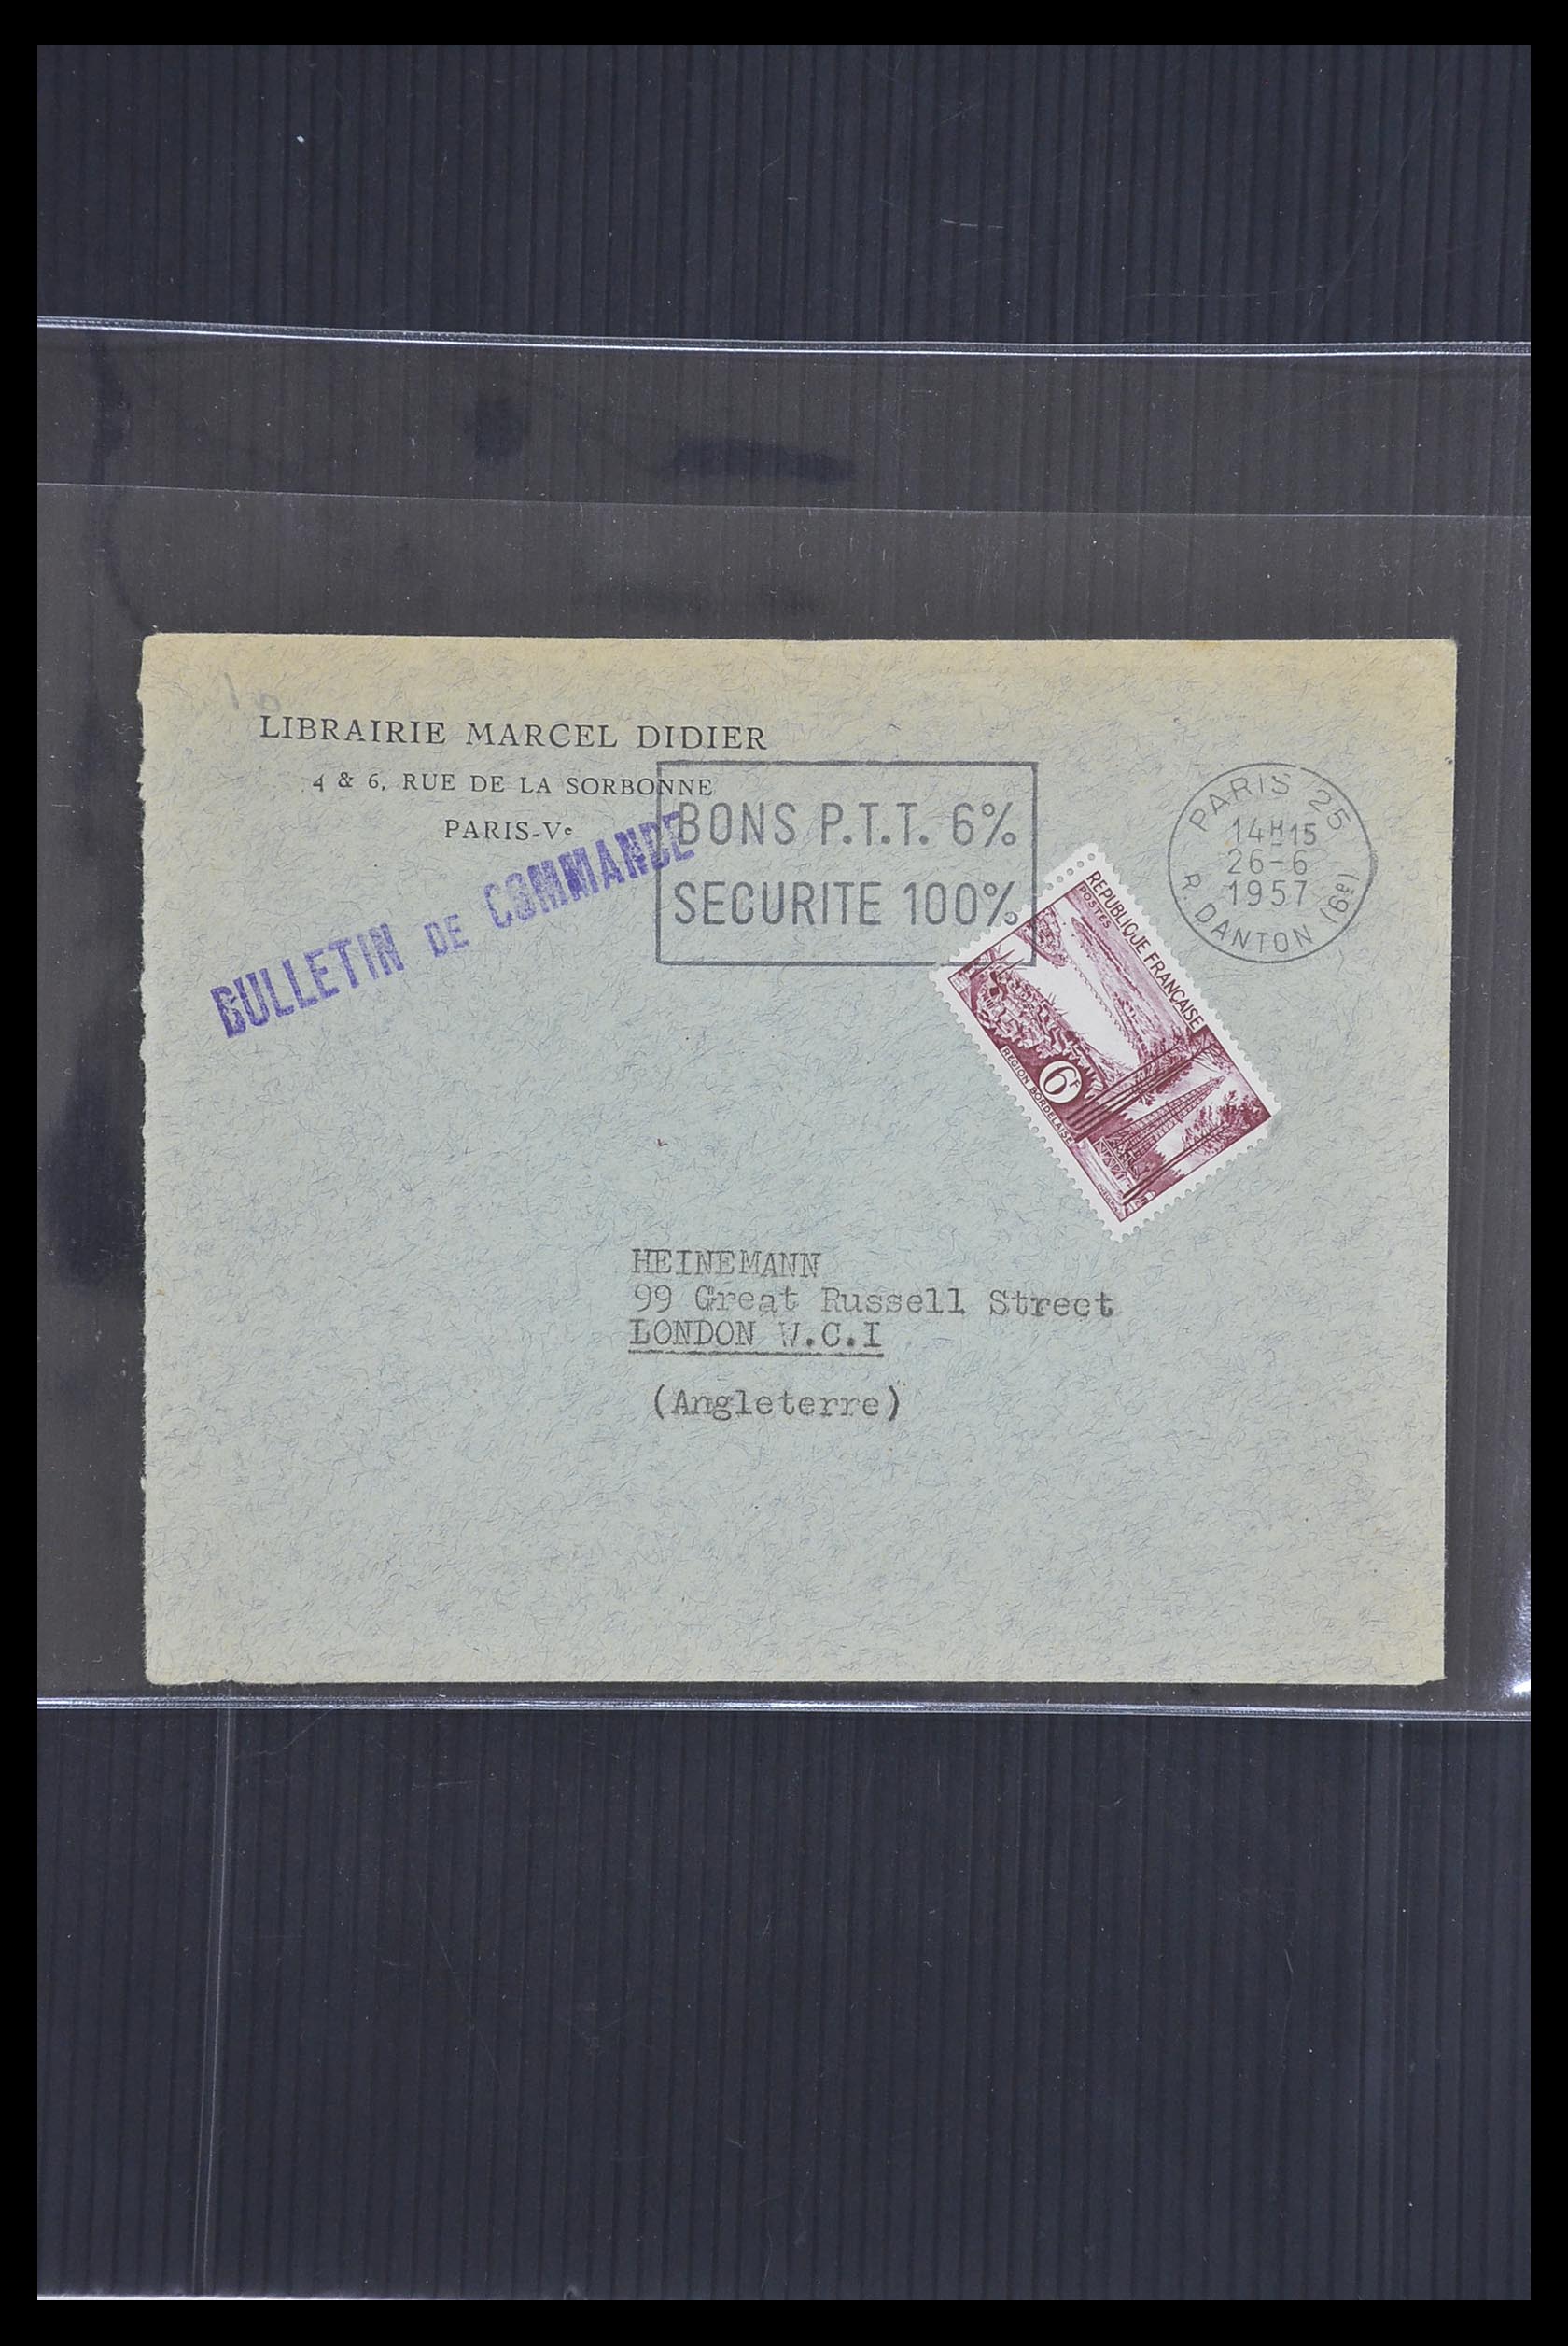 LIBRAIRIE MARCEL DIDIER
4 & 6, RUE DE LA SORBONNE
PARIS-Ve
BULLETIN DE COMMANDE
BONS P.T.T. 6%
SECURITE 100%
PARIS 25
14H15
26-6
1957
R. DANTON (6e)
REPUBLIQUE FRANÇAISE
POSTES
6F
REGION BORDELAISE
HEINEMANN
99 Great Russell Street
LONDON W.C.I
(Angleterre)